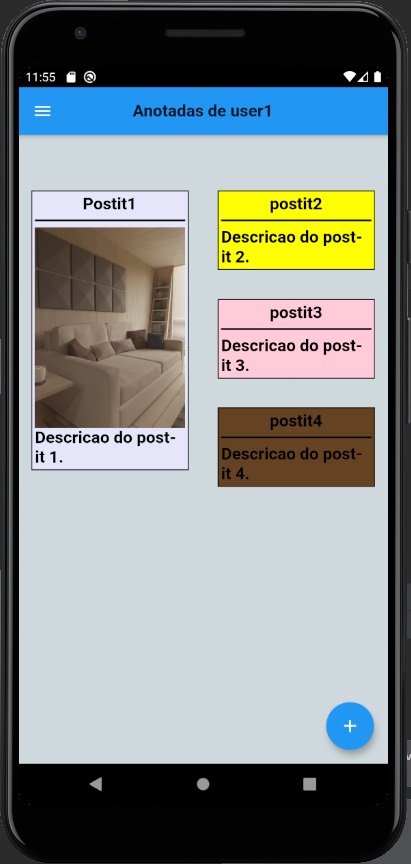 11:55
Anotadas de user1
Postit1
Descricao do post-
it 1.
postit2
Descricao do post-
it 2.
postit3
Descricao do post-
it 3.
postit4
Descricao do post-
it 4.